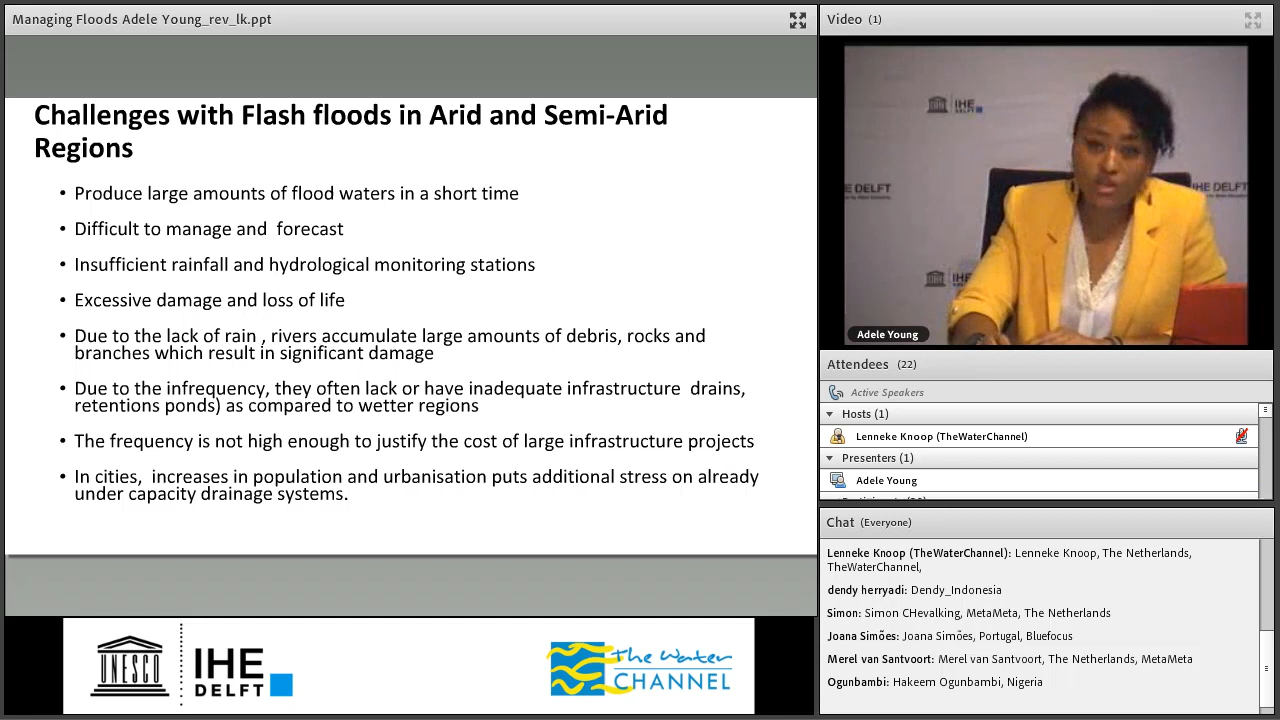 Managing Floods Adele Young_rev_lk.ppt
Challenges with Flash floods in Arid and Semi-Arid
Regions
• Produce large amounts of flood waters in a short time
• Difficult to manage and  forecast
• Insufficient rainfall and hydrological monitoring stations
• Excessive damage and loss of life
• Due to the lack of rain , rivers accumulate large amounts of debris, rocks and
branches which result in significant damage
• Due to the infrequency, they often lack or have inadequate infrastructure  drains,
retentions ponds) as compared to wetter regions
• The frequency is not high enough to justify the cost of large infrastructure projects
• In cities,  increases in population and urbanisation puts additional stress on already
under capacity drainage systems.
UNESCO
IHE
DELFT
The Water
CHANNEL
Video (1)
IHE
DELFT
IHE DELFT
IHE DELFT
IHE
Adele Young
Attendees (22)
Active Speakers
Hosts (1)
Lenneke Knoop (TheWaterChannel)
Presenters (1)
Adele Young
Chat (Everyone)
Lenneke Knoop (TheWaterChannel): Lenneke Knoop, The Netherlands,
TheWaterChannel,
dendy herryadi: Dendy_Indonesia
Simon: Simon CHevalking, MetaMeta, The Netherlands
Joana Simões: Joana Simões, Portugal, Bluefocus
Merel van Santvoort: Merel van Santvoort, The Netherlands, MetaMeta
Ogunbambi: Hakeem Ogunbambi, Nigeria